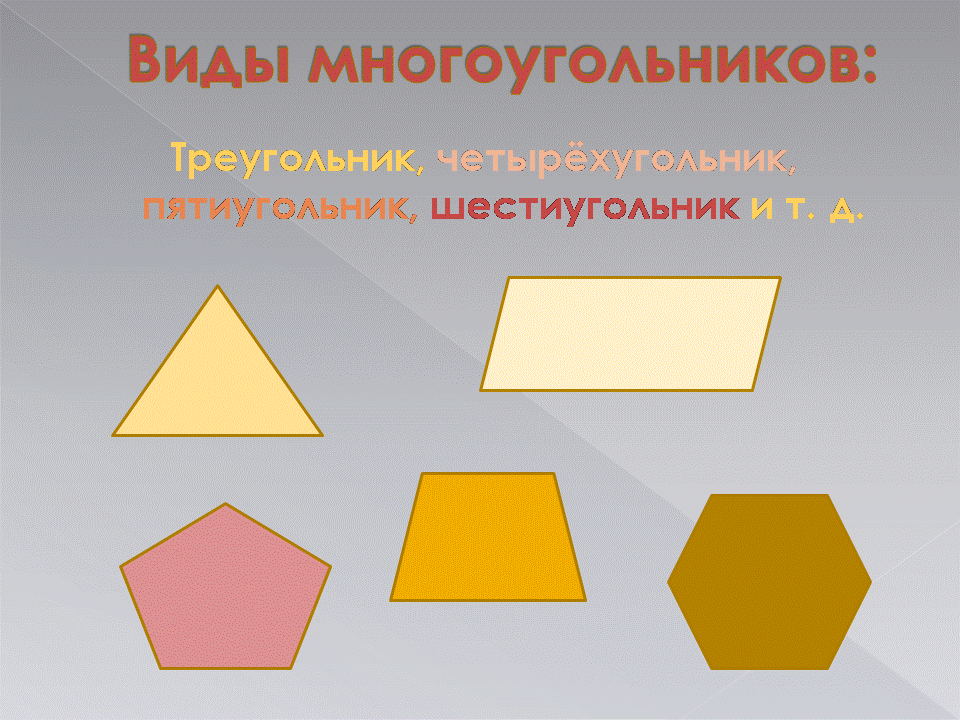 Виды многоугольников:
Треугольник, четырёхугольник,
пятиугольник, шестиугольник и т. д.